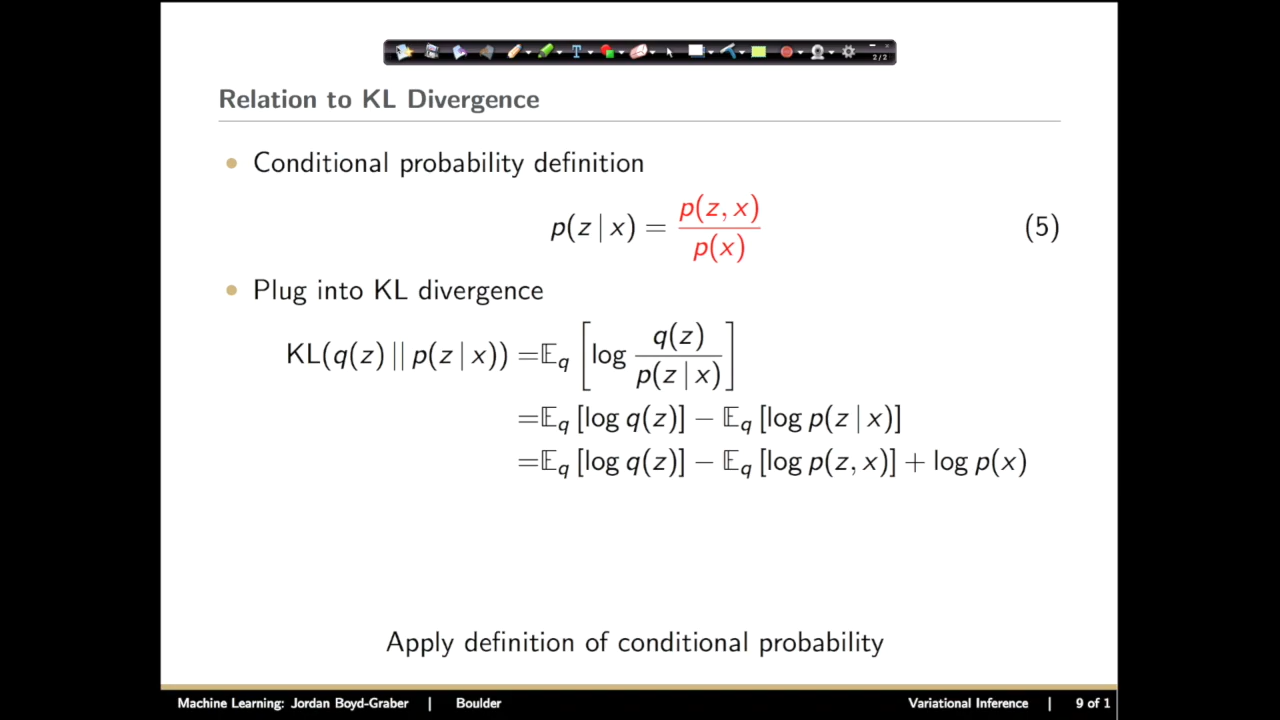 2/2
Relation to KL Divergence
• Conditional probability definition
p(z | x) = p(z, x) / p(x) (5)
• Plug into KL divergence
KL(q(z) || p(z | x)) =𝔼q [log q(z) / p(z | x)]
=𝔼q [log q(z)] − 𝔼q [log p(z | x)]
=𝔼q [log q(z)] − 𝔼q [log p(z, x)] + log p(x)
Apply definition of conditional probability
Machine Learning: Jordan Boyd-Graber | Boulder Variational Inference | 9 of 1